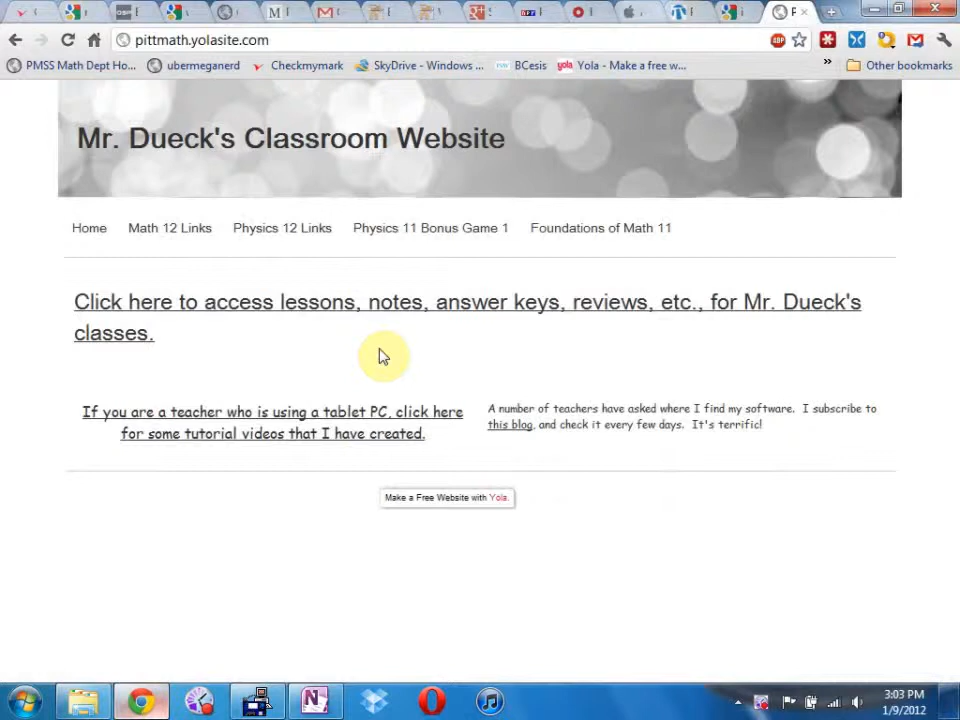 pittmath.yolasite.com
PMSS Math Dept Ho...
ubermeganerd
Checkmymark
SkyDrive - Windows ...
BCesis
Yola - Make a free w...
»
Other bookmarks
Mr. Dueck's Classroom Website
Home
Math 12 Links
Physics 12 Links
Physics 11 Bonus Game 1
Foundations of Math 11
Click here to access lessons, notes, answer keys, reviews, etc., for Mr. Dueck's
classes.
If you are a teacher who is using a tablet PC, click here
for some tutorial videos that I have created.
A number of teachers have asked where I find my software. I subscribe to
this blog, and check it every few days. It's terrific!
Make a Free Website with Yola.
3:03 PM
1/9/2012